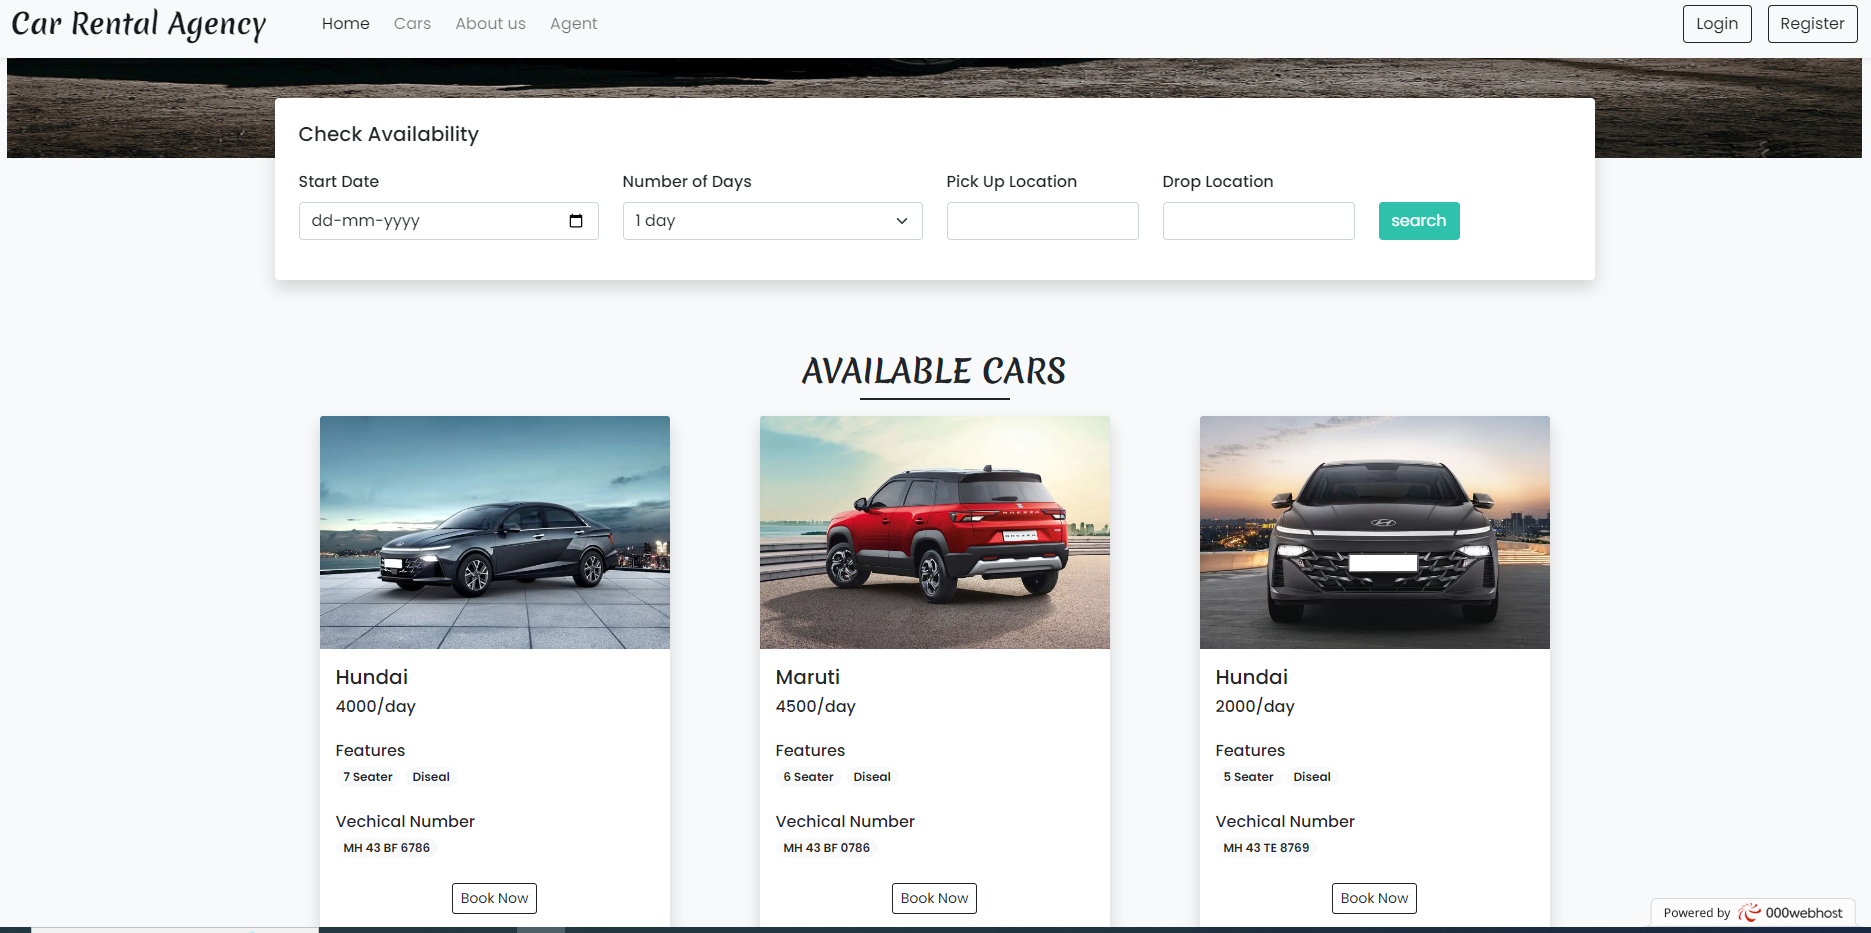 Car Rental Agency Home Cars About us Agent Login Register
Check Availability
Start Date Number of Days Pick Up Location Drop Location
dd-mm-yyyy 1 day search
AVAILABLE CARS
Hundai
4000/day
Features
7 Seater Diseal
Vechical Number
MH 43 BF 6786
Book Now
BREZZA
BREZZA
Maruti
4500/day
Features
6 Seater Diseal
Vechical Number
MH 43 BF 0786
Book Now
Hundai
2000/day
Features
5 Seater Diseal
Vechical Number
MH 43 TE 8769
Book Now
Powered by 000webhost